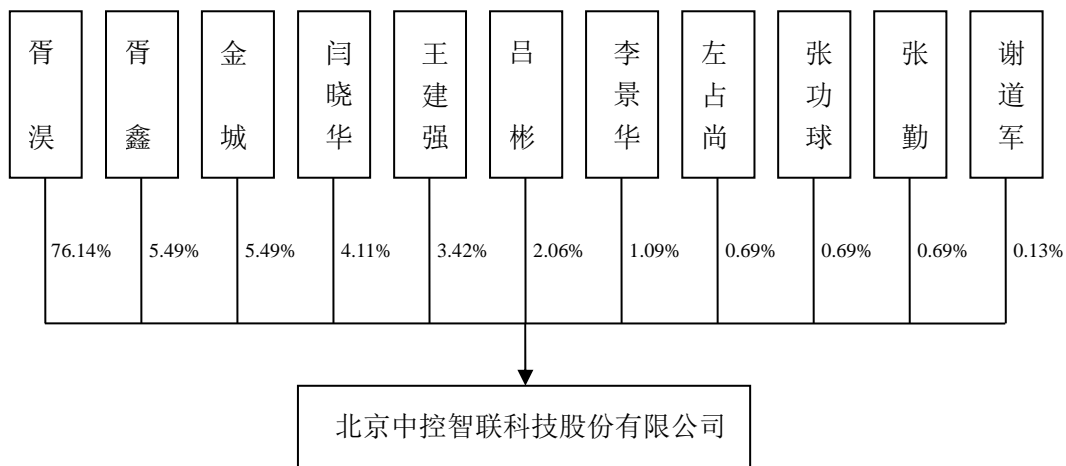 胥淏
胥鑫
金城
闫晓华
王建强
吕彬
李景华
左占尚
张功球
张勤
谢道军
76.14%
5.49%
5.49%
4.11%
3.42%
2.06%
1.09%
0.69%
0.69%
0.69%
0.13%
北京中控智联科技股份有限公司